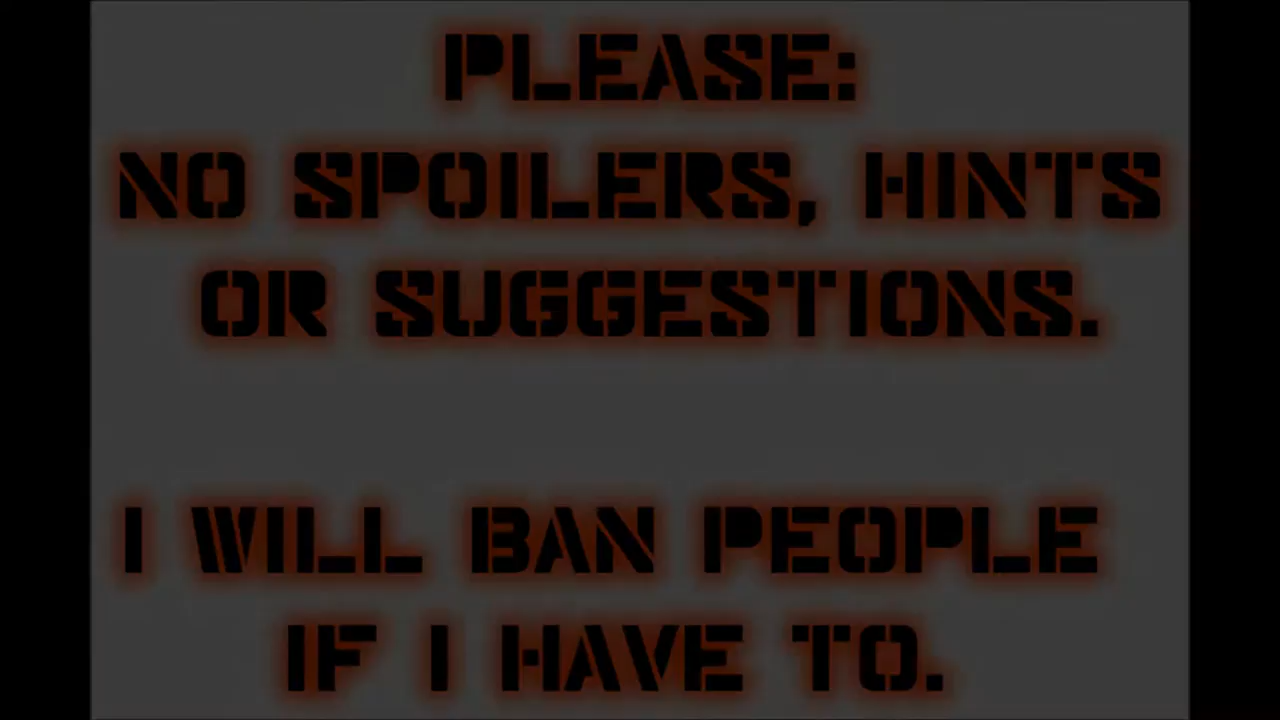 PLEASE:
NO SPOILERS, HINTS
OR SUGGESTIONS.
I WILL BAN PEOPLE
IF I HAVE TO.